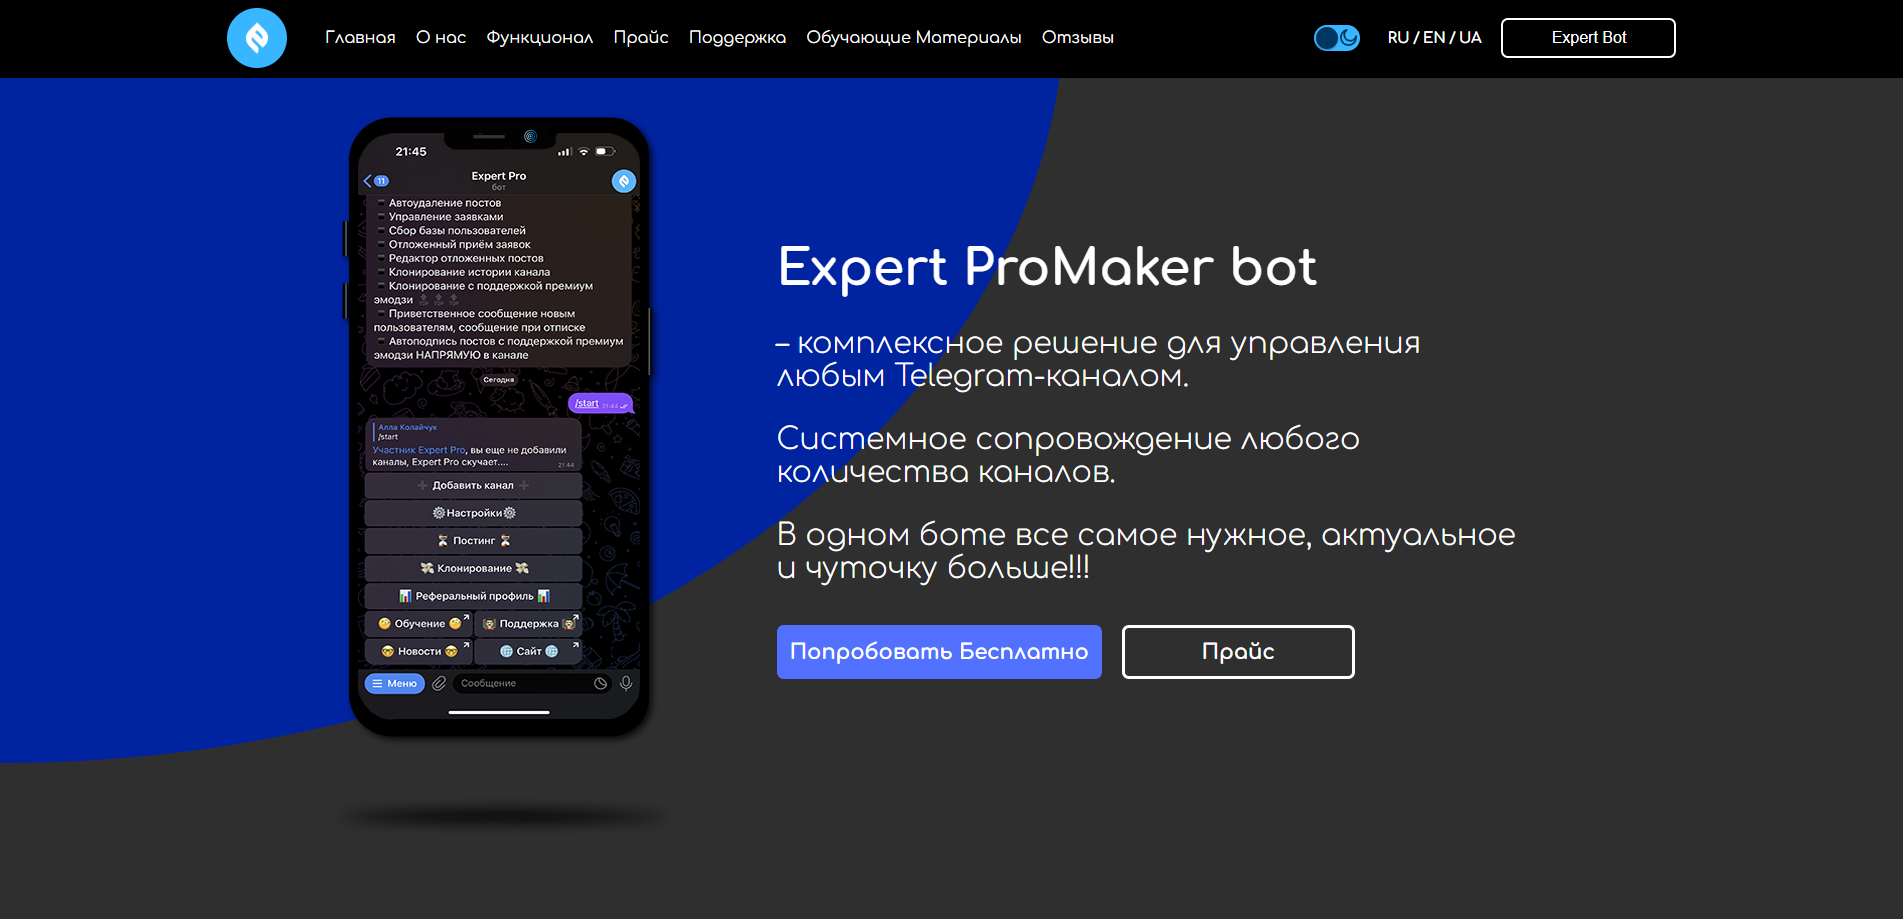 Главная О нас Функционал Прайс Поддержка Обучающие Материалы Отзывы RU / EN / UA Expert Bot
21:45
11
Expert Pro
бот
Автоудаление постов
Управление заявками
Сбор базы пользователей
Отложенный приём заявок
Редактор отложенных постов
Клонирование истории канала
Клонирование с поддержкой премиум
эмодзи TOP TOP TOP
Приветственное сообщение новым
пользователям, сообщение при отписке
Автоподпись постов с поддержкой премиум
эмодзи НАПРЯМУЮ в канале
Сегодня
/start 21:44
Алла Колайчук
/start
Участник Expert Pro, вы еще не добавили
каналы, Expert Pro скучает....
21:44
Добавить канал
Настройки
Постинг
Клонирование
Реферальный профиль
Обучение Поддержка
Новости Сайт
Меню Сообщение
Expert ProMaker bot
– комплексное решение для управления
любым Telegram-каналом.
Системное сопровождение любого
количества каналов.
В одном боте все самое нужное, актуальное
и чуточку больше!!!
Попробовать Бесплатно Прайс